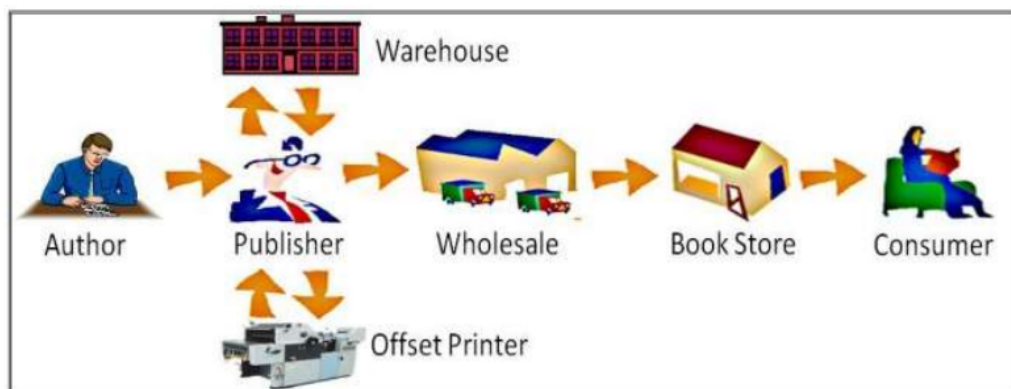 Warehouse
Author
Publisher
Wholesale
Book Store
Consumer
Offset Printer